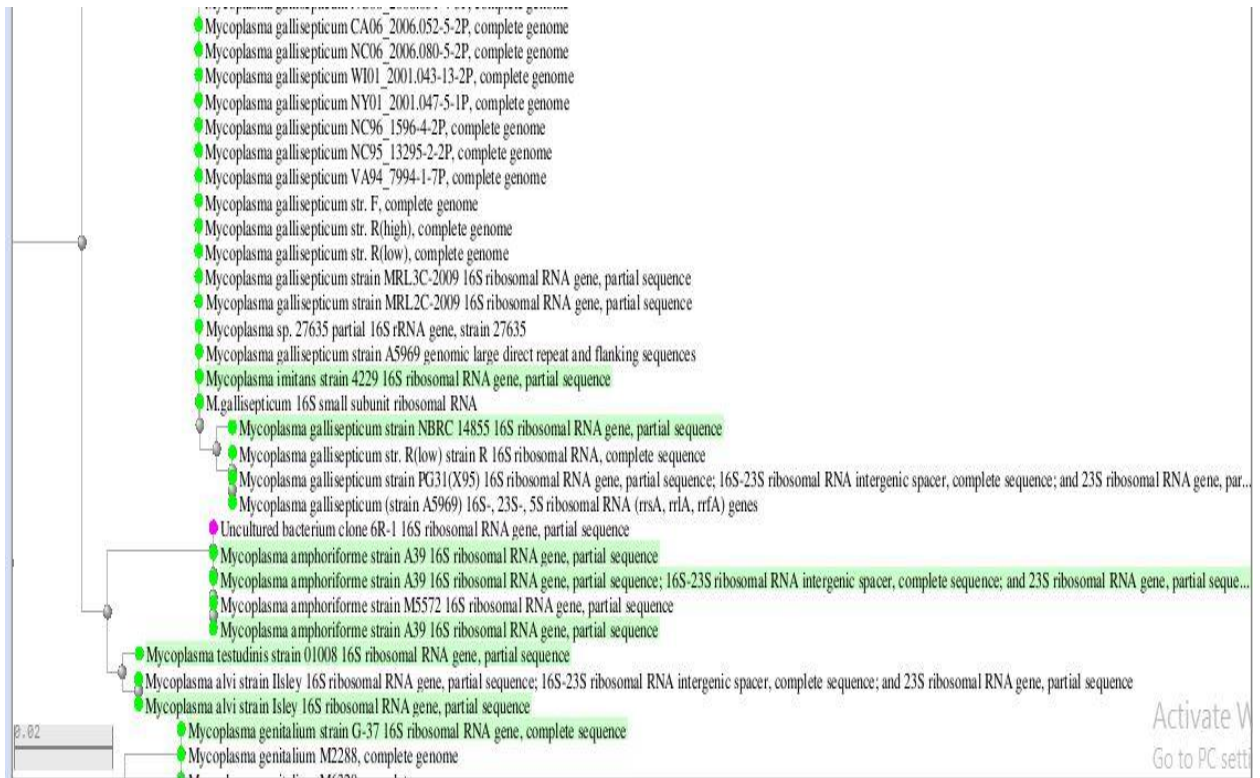 Mycoplasma gallisepticum CA06_2006.052-5-2P, complete genome
Mycoplasma gallisepticum NC06_2006.080-5-2P, complete genome
Mycoplasma gallisepticum WI01_2001.043-13-2P, complete genome
Mycoplasma gallisepticum NY01_2001.047-5-1P, complete genome
Mycoplasma gallisepticum NC96_1596-4-2P, complete genome
Mycoplasma gallisepticum NC95_13295-2-2P, complete genome
Mycoplasma gallisepticum VA94_7994-1-7P, complete genome
Mycoplasma gallisepticum str. F, complete genome
Mycoplasma gallisepticum str. R(high), complete genome
Mycoplasma gallisepticum str. R(low), complete genome
Mycoplasma gallisepticum strain MRL3C-2009 16S ribosomal RNA gene, partial sequence
Mycoplasma gallisepticum strain MRL2C-2009 16S ribosomal RNA gene, partial sequence
Mycoplasma sp. 27635 partial 16S rRNA gene, strain 27635
Mycoplasma gallisepticum strain A5969 genomic large direct repeat and flanking sequences
Mycoplasma imitans strain 4229 16S ribosomal RNA gene, partial sequence
M.gallisepticum 16S small subunit ribosomal RNA
Mycoplasma gallisepticum strain NBRC 14855 16S ribosomal RNA gene, partial sequence
Mycoplasma gallisepticum str. R(low) strain R 16S ribosomal RNA, complete sequence
Mycoplasma gallisepticum strain PG31(X95) 16S ribosomal RNA gene, partial sequence; 16S-23S ribosomal RNA intergenic spacer, complete sequence; and 23S ribosomal RNA gene, par...
Mycoplasma gallisepticum (strain A5969) 16S-, 23S-, 5S ribosomal RNA (rrsA, rrlA, rrfA) genes
Uncultured bacterium clone 6R-1 16S ribosomal RNA gene, partial sequence
Mycoplasma amphoriforme strain A39 16S ribosomal RNA gene, partial sequence
Mycoplasma amphoriforme strain A39 16S ribosomal RNA gene, partial sequence; 16S-23S ribosomal RNA intergenic spacer, complete sequence; and 23S ribosomal RNA gene, partial seque...
Mycoplasma amphoriforme strain M5572 16S ribosomal RNA gene, partial sequence
Mycoplasma amphoriforme strain A39 16S ribosomal RNA gene, partial sequence
Mycoplasma testudinis strain 01008 16S ribosomal RNA gene, partial sequence
Mycoplasma alvi strain Ilsley 16S ribosomal RNA gene, partial sequence; 16S-23S ribosomal RNA intergenic spacer, complete sequence; and 23S ribosomal RNA gene, partial sequence
Mycoplasma alvi strain Isley 16S ribosomal RNA gene, partial sequence
Mycoplasma genitalium strain G-37 16S ribosomal RNA gene, complete sequence
0.02
Mycoplasma genitalium M2288, complete genome
Activate W
Go to PC setti